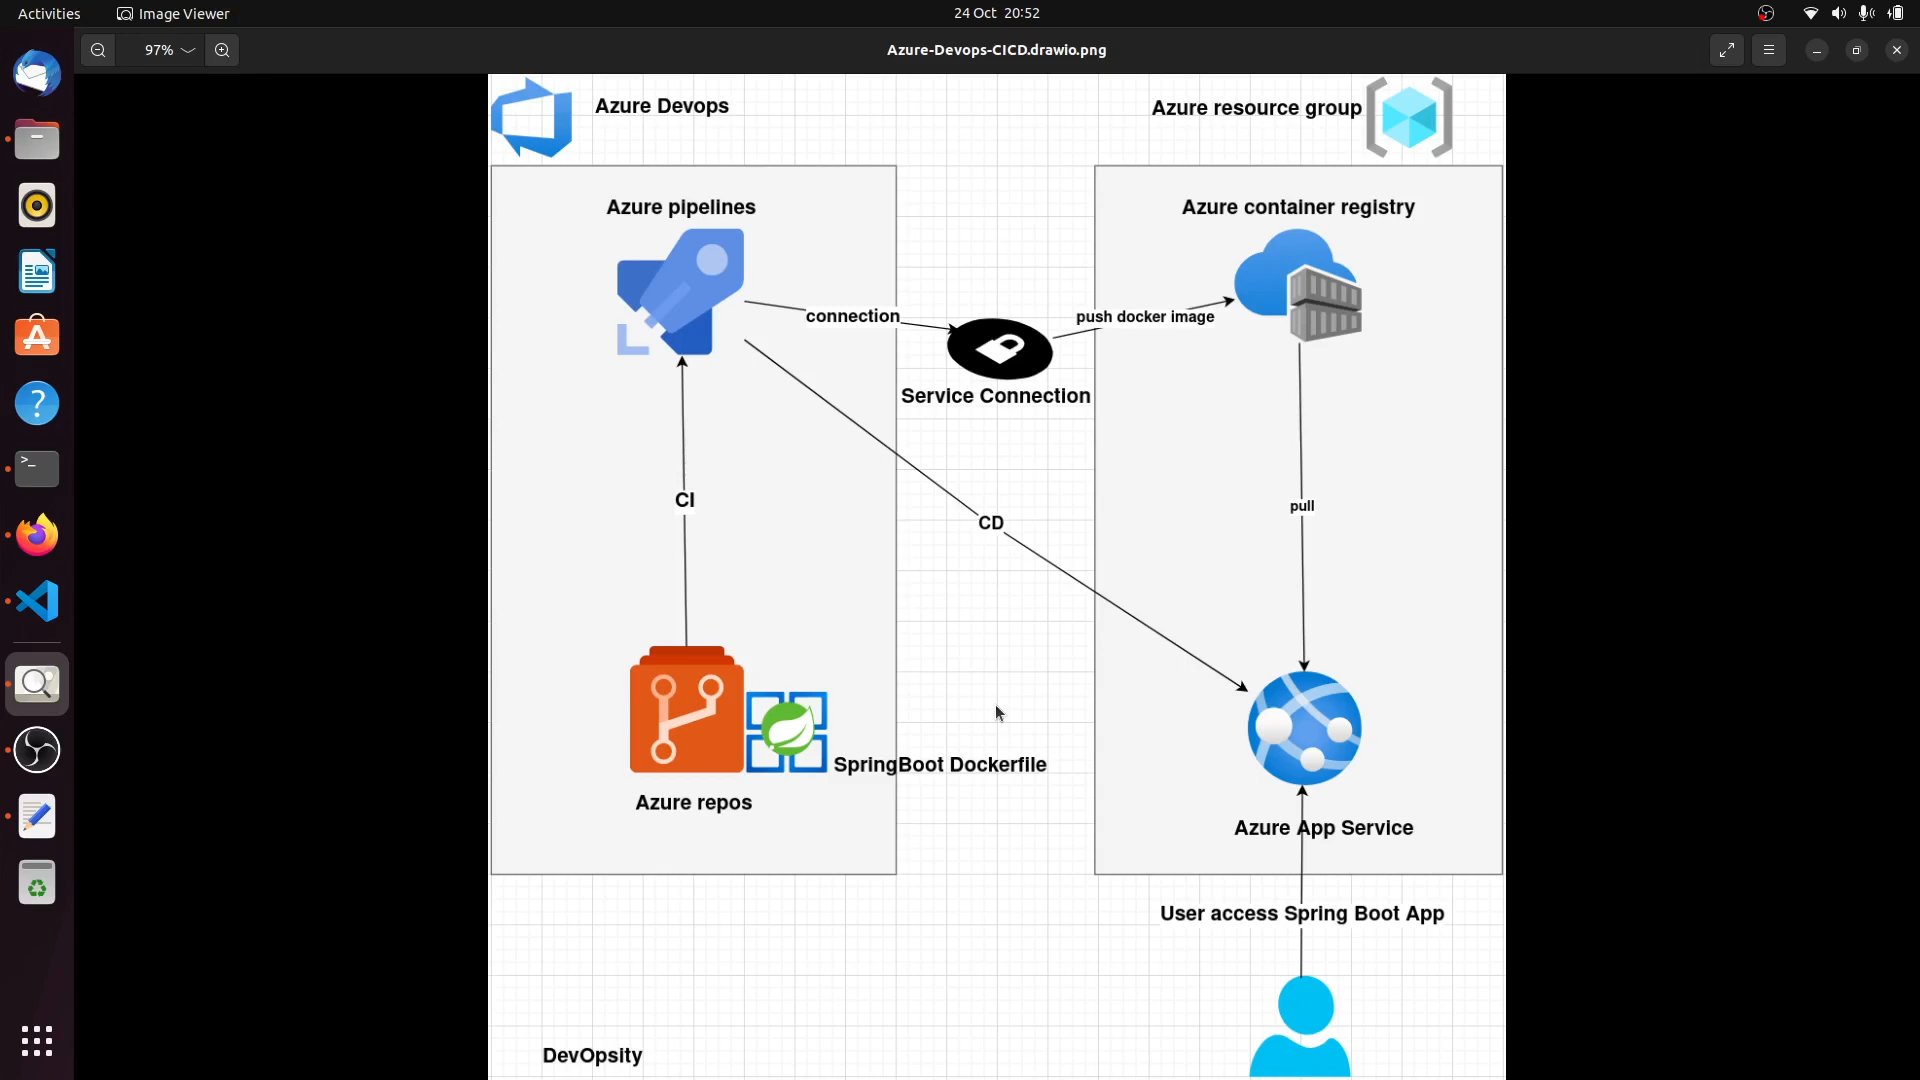 Activities
Image Viewer
24 Oct 20:52
97%
Azure-Devops-CICD.drawio.png
Azure Devops
Azure resource group
Azure pipelines
Azure container registry
connection
push docker image
Service Connection
CI
pull
CD
SpringBoot Dockerfile
Azure repos
Azure App Service
User access Spring Boot App
DevOpsity